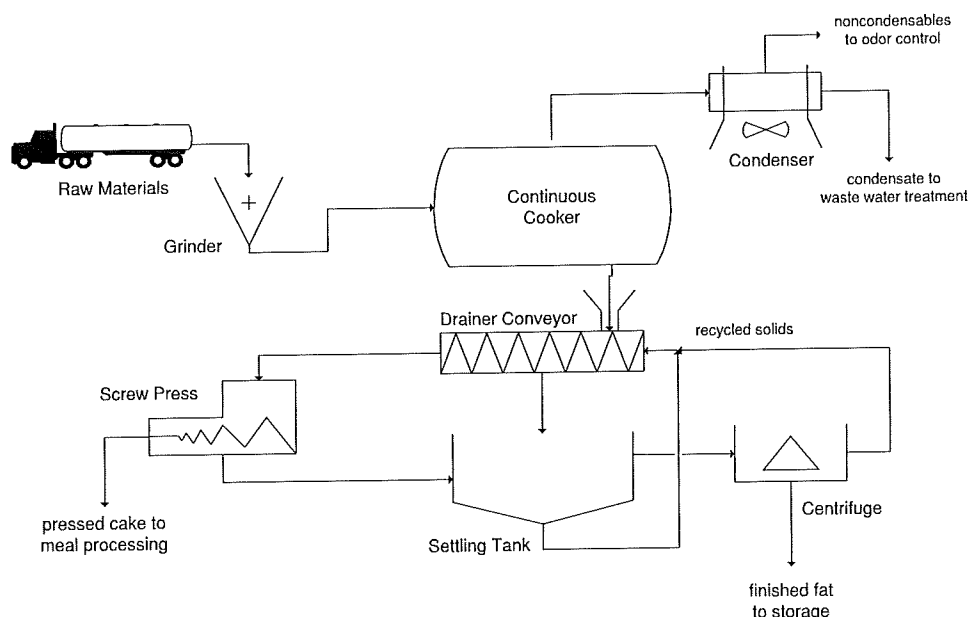 noncondensables
to odor control
Raw Materials
Condenser
condensate to
waste water treatment
Continuous
Cooker
Grinder
Drainer Conveyor
recycled solids
Screw Press
pressed cake to
meal processing
Settling Tank
Centrifuge
finished fat
to storage